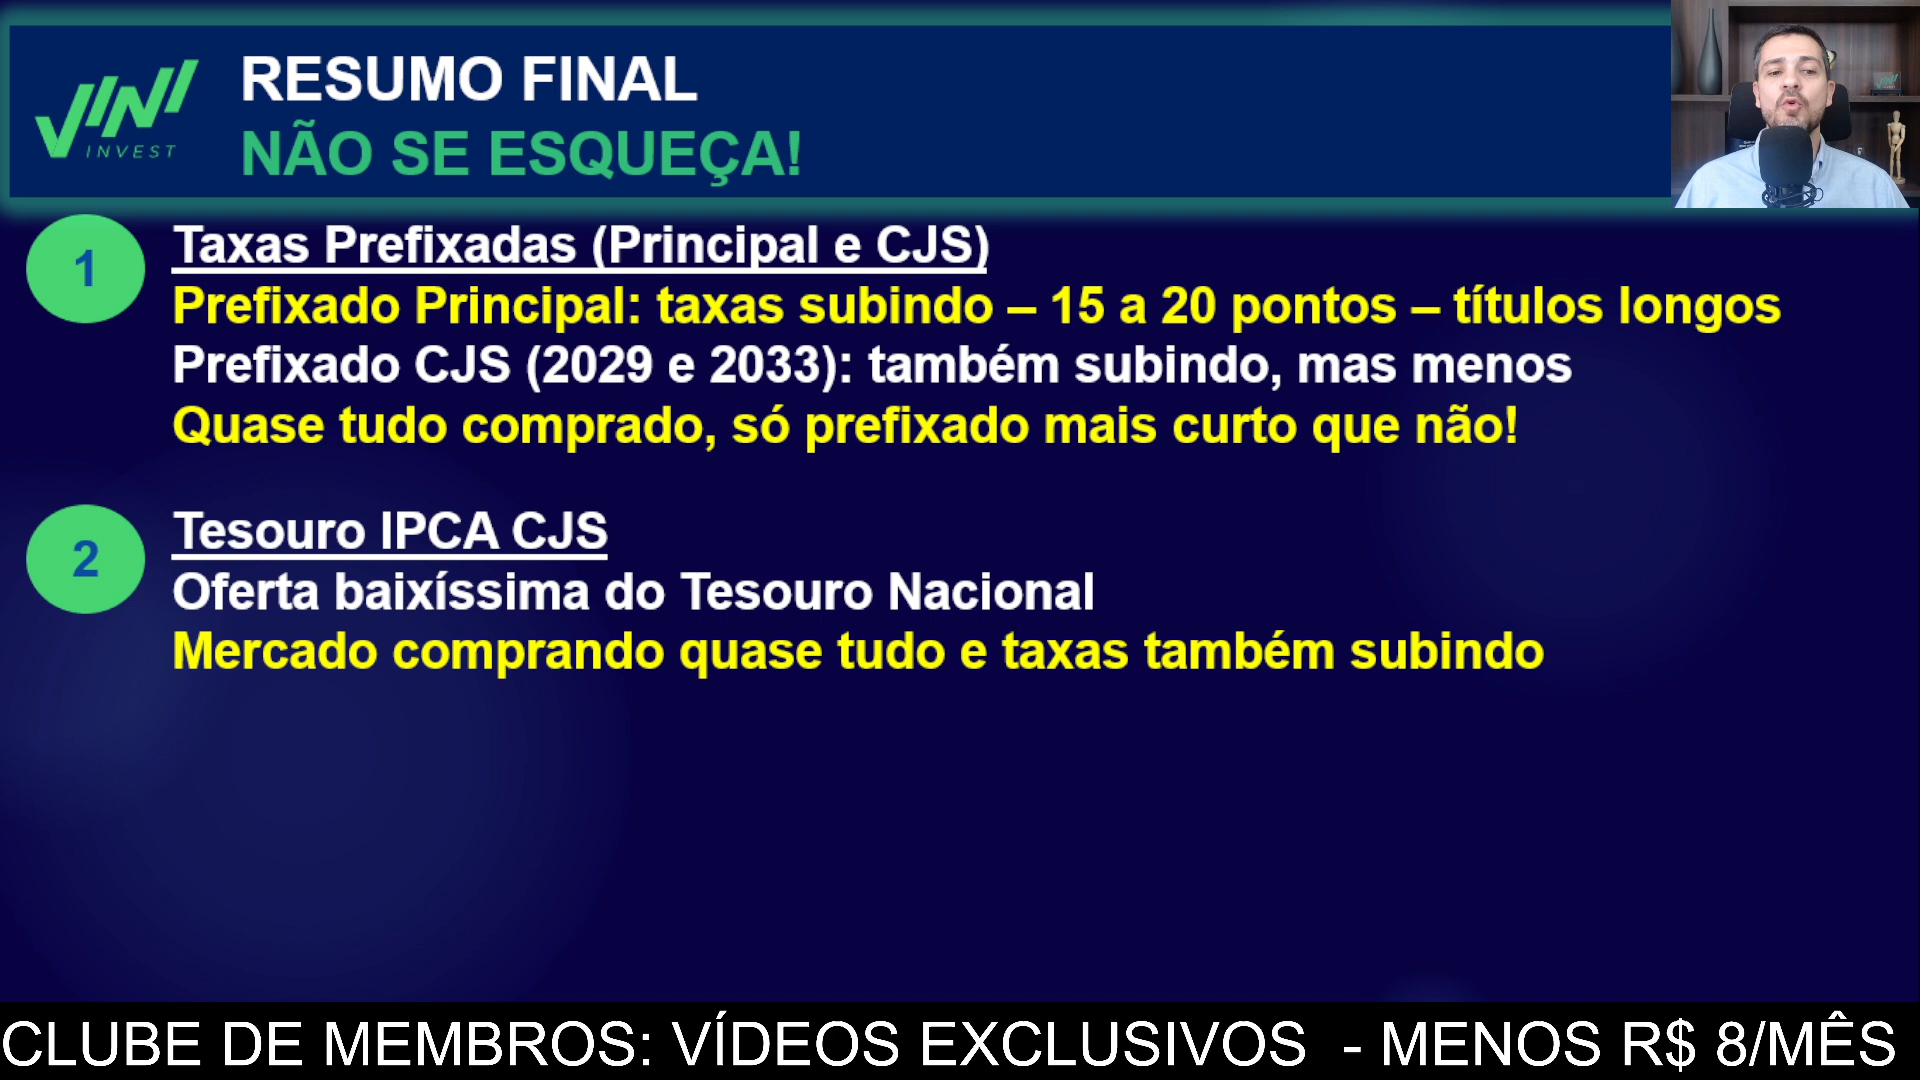 VINI
INVEST
RESUMO FINAL
NÃO SE ESQUEÇA!
1
Taxas Prefixadas (Principal e CJS)
Prefixado Principal: taxas subindo – 15 a 20 pontos – títulos longos
Prefixado CJS (2029 e 2033): também subindo, mas menos
Quase tudo comprado, só prefixado mais curto que não!
2
Tesouro IPCA CJS
Oferta baixíssima do Tesouro Nacional
Mercado comprando quase tudo e taxas também subindo
CLUBE DE MEMBROS: VÍDEOS EXCLUSIVOS - MENOS R$ 8/MÊS